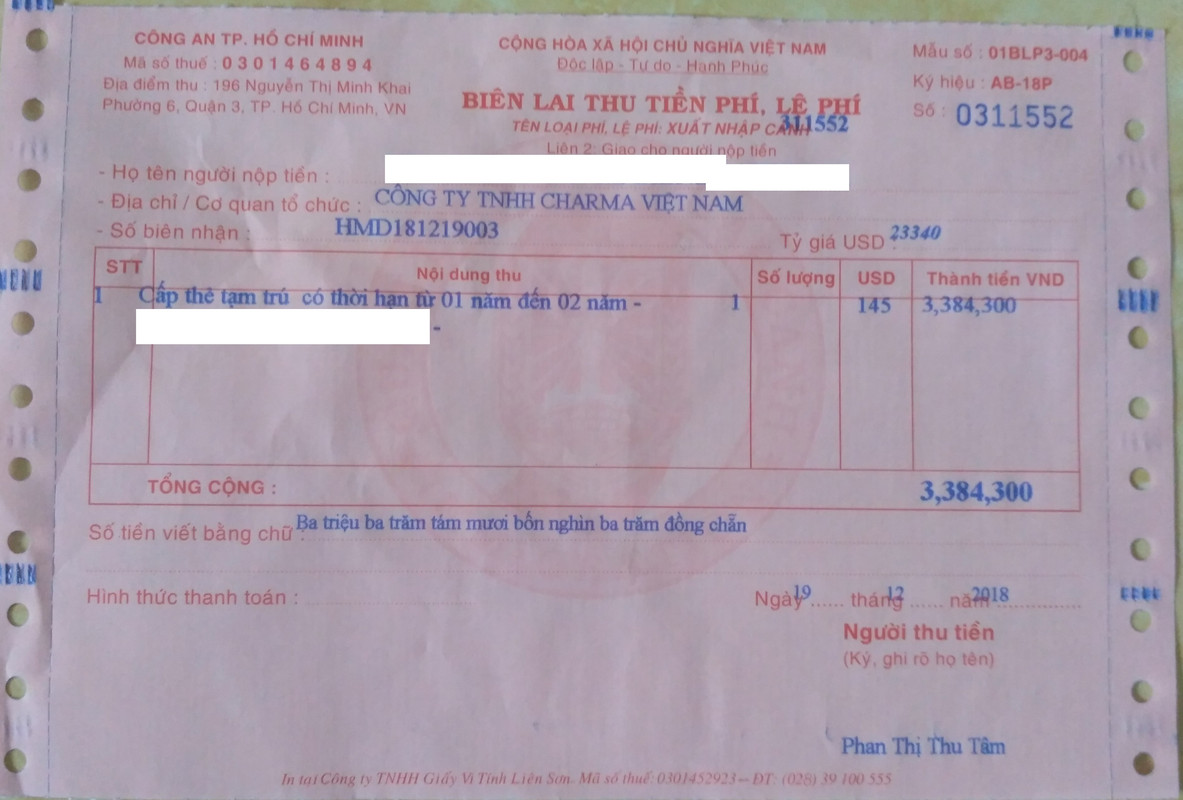 CÔNG AN TP. HỒ CHÍ MINH
Mã số thuế : 0 3 0 1 4 6 4 8 9 4
Địa điểm thu : 196 Nguyễn Thị Minh Khai
Phường 6, Quận 3, TP. Hồ Chí Minh, VN
CỘNG HÒA XÃ HỘI CHỦ NGHĨA VIỆT NAM
Độc lập - Tự do - Hạnh Phúc
BIÊN LAI THU TIỀN PHÍ, LỆ PHÍ
TÊN LOẠI PHÍ, LỆ PHÍ: XUẤT NHẬP CẢNH
311552
Liên 2: Giao cho người nộp tiền
Mẫu số : 01BLP3-004
Ký hiệu : AB-18P
Số : 0311552
- Họ tên người nộp tiền :
- Địa chỉ / Cơ quan tổ chức : CÔNG TY TNHH CHARMA VIỆT NAM
- Số biên nhận : HMD181219003
Tỷ giá USD : 23340
STT Nội dung thu Số lượng USD Thành tiền VND
1 Cấp thẻ tạm trú có thời hạn từ 01 năm đến 02 năm - 1 145 3,384,300
-
TỔNG CỘNG : 3,384,300
Số tiền viết bằng chữ : Ba triệu ba trăm tám mươi bốn nghìn ba trăm đồng chẵn
Hình thức thanh toán :
Ngày 19 tháng 12 năm 2018
Người thu tiền
(Ký, ghi rõ họ tên)
Phan Thị Thu Tâm
In tại Công ty TNHH Giấy Vi Tính Liên Sơn. Mã số thuế: 0301452923 – ĐT: (028) 39 100 555